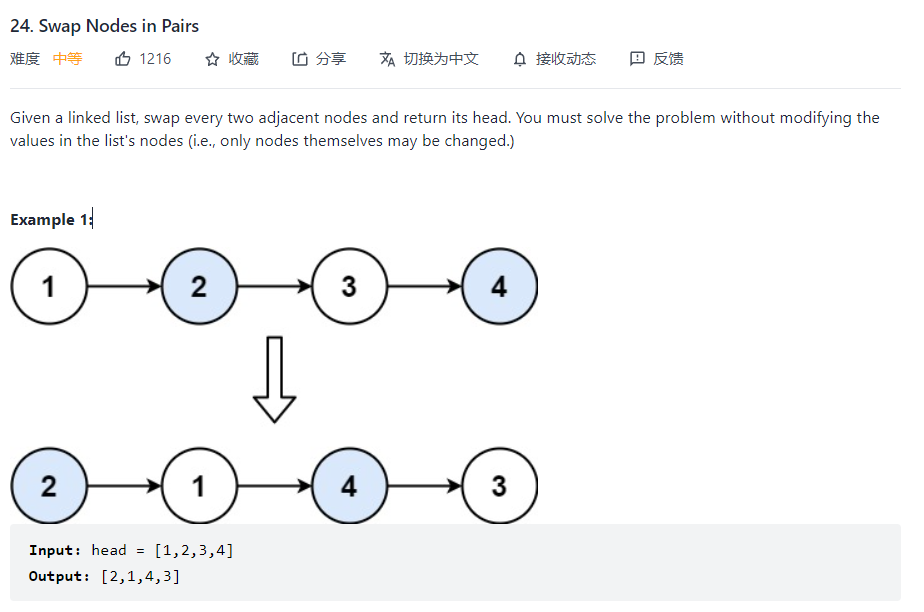 24. Swap Nodes in Pairs
难度 中等 1216 收藏 分享 切换为中文 接收动态 反馈
Given a linked list, swap every two adjacent nodes and return its head. You must solve the problem without modifying the
values in the list's nodes (i.e., only nodes themselves may be changed.)
Example 1:
1 2 3 4
2 1 4 3
Input: head = [1,2,3,4]
Output: [2,1,4,3]